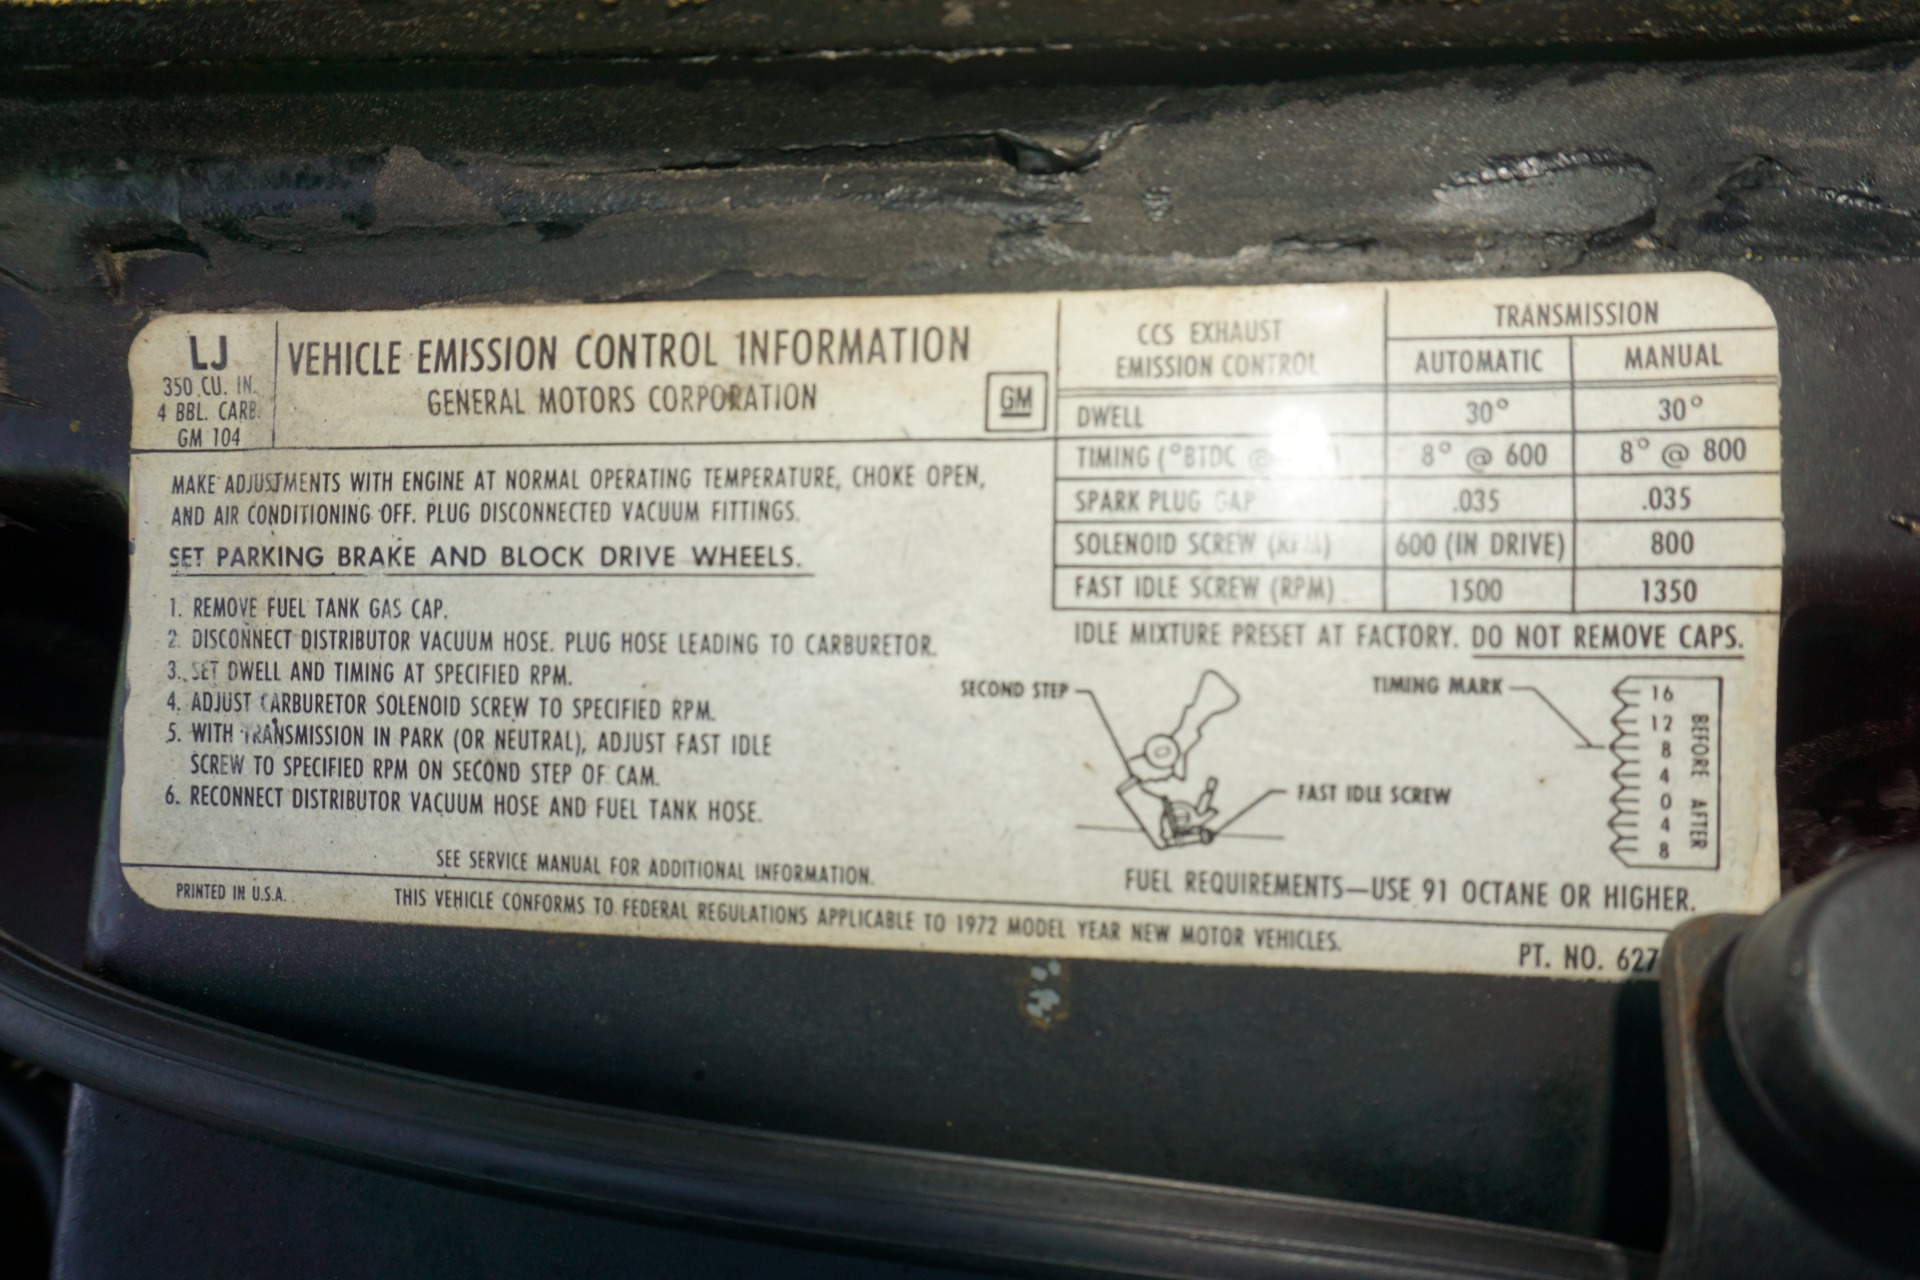 LJ
350 CU. IN.
4 BBL. CARB.
GM 104
VEHICLE EMISSION CONTROL INFORMATION
GENERAL MOTORS CORPORATION
GM
MAKE ADJUSTMENTS WITH ENGINE AT NORMAL OPERATING TEMPERATURE, CHOKE OPEN,
AND AIR CONDITIONING OFF. PLUG DISCONNECTED VACUUM FITTINGS.
SET PARKING BRAKE AND BLOCK DRIVE WHEELS.
1. REMOVE FUEL TANK GAS CAP.
2. DISCONNECT DISTRIBUTOR VACUUM HOSE. PLUG HOSE LEADING TO CARBURETOR.
3. SET DWELL AND TIMING AT SPECIFIED RPM.
4. ADJUST CARBURETOR SOLENOID SCREW TO SPECIFIED RPM.
5. WITH TRANSMISSION IN PARK (OR NEUTRAL), ADJUST FAST IDLE
SCREW TO SPECIFIED RPM ON SECOND STEP OF CAM.
6. RECONNECT DISTRIBUTOR VACUUM HOSE AND FUEL TANK HOSE.
SEE SERVICE MANUAL FOR ADDITIONAL INFORMATION.
CCS EXHAUST
EMISSION CONTROL
TRANSMISSION
AUTOMATIC MANUAL
DWELL 30° 30°
TIMING (°BTDC @ 8° @ 600 8° @ 800
SPARK PLUG GAP .035 .035
SOLENOID SCREW (RPM) 600 (IN DRIVE) 800
FAST IDLE SCREW (RPM) 1500 1350
IDLE MIXTURE PRESET AT FACTORY. DO NOT REMOVE CAPS.
SECOND STEP
FAST IDLE SCREW
TIMING MARK
16
12
8
4
0
4
8
BEFORE AFTER
FUEL REQUIREMENTS—USE 91 OCTANE OR HIGHER.
PRINTED IN U.S.A.
THIS VEHICLE CONFORMS TO FEDERAL REGULATIONS APPLICABLE TO 1972 MODEL YEAR NEW MOTOR VEHICLES.
PT. NO. 627